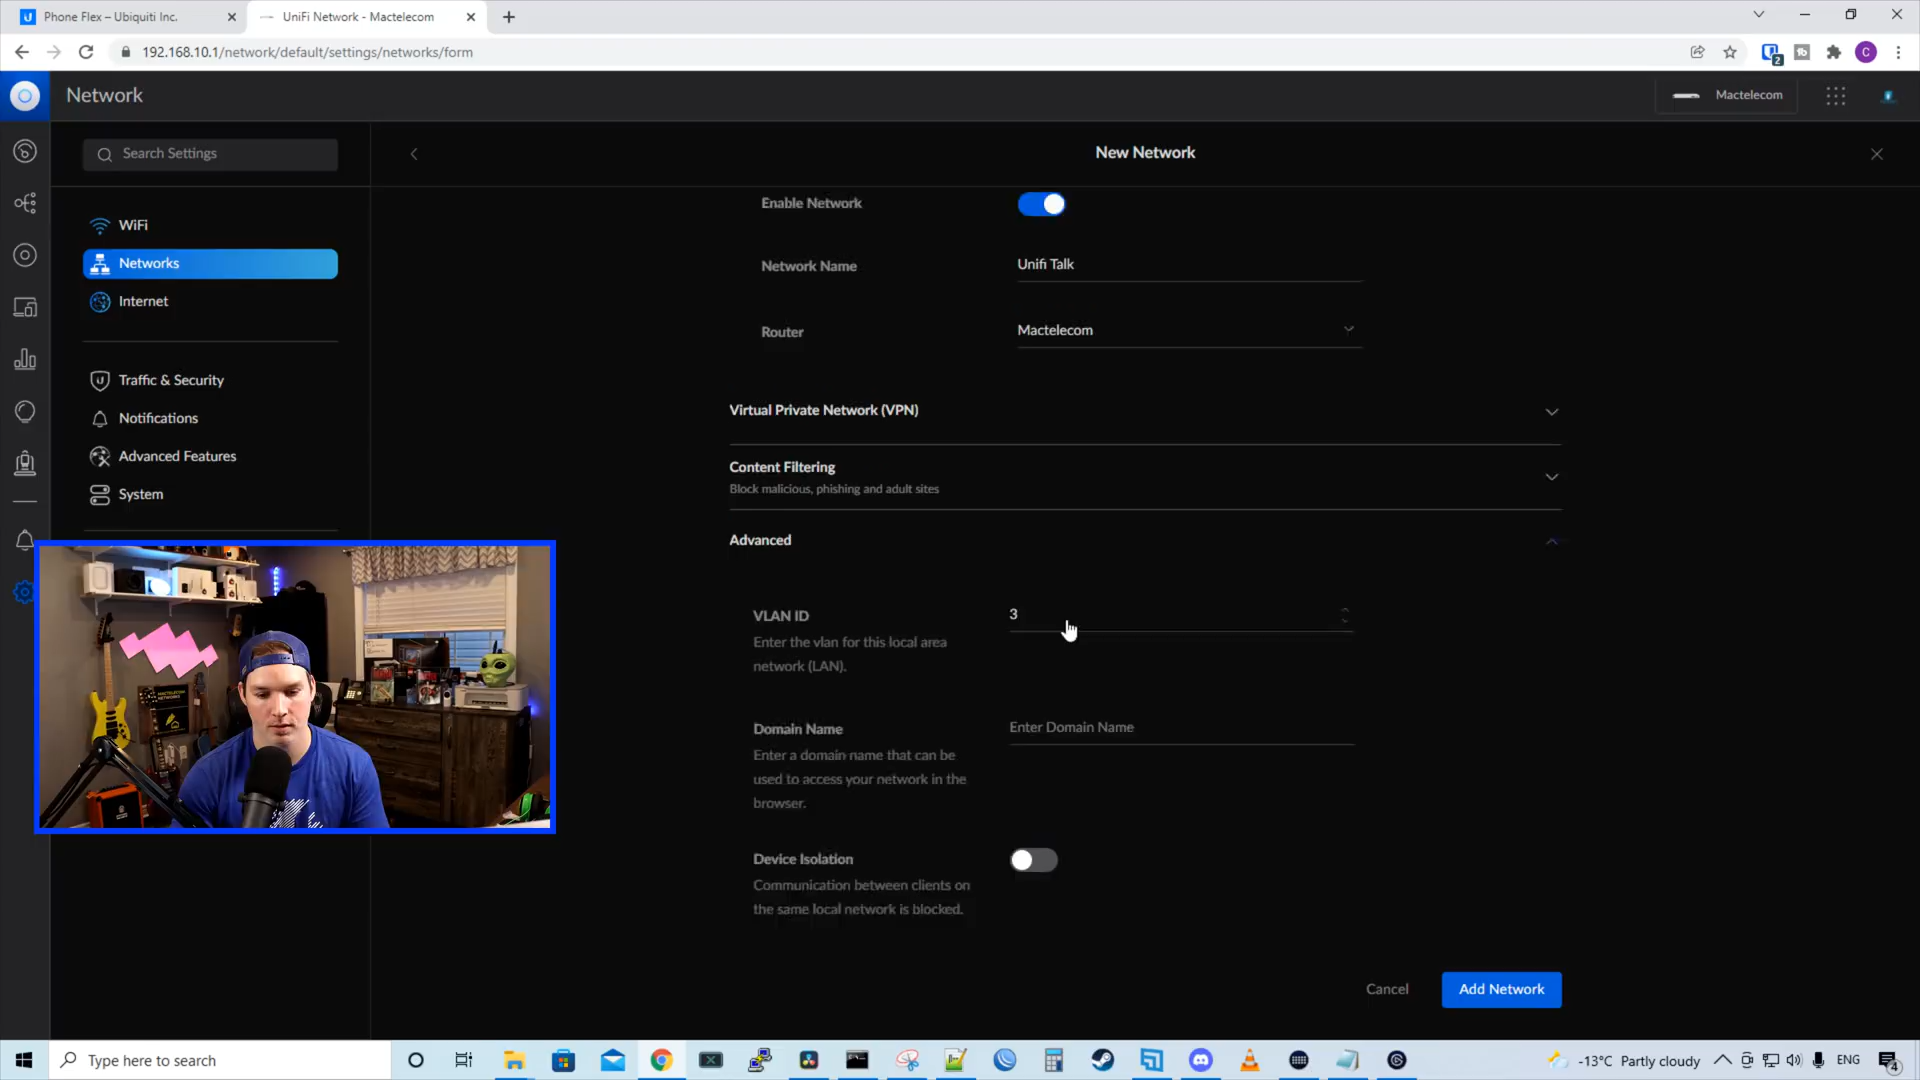 Phone Flex – Ubiquiti Inc.
UniFi Network - Mactelecom
192.168.10.1/network/default/settings/networks/form
2
C
Network
Mactelecom
Search Settings
New Network
WiFi
Networks
Internet
Traffic & Security
Notifications
Advanced Features
System
Enable Network
Network Name
Unifi Talk
Router
Mactelecom
Virtual Private Network (VPN)
Content Filtering
Block malicious, phishing and adult sites
Advanced
VLAN ID
3
Enter the vlan for this local area
network (LAN).
Domain Name
Enter Domain Name
Enter a domain name that can be
used to access your network in the
browser.
Device Isolation
Communication between clients on
the same local network is blocked.
Cancel
Add Network
Type here to search
-13°C Partly cloudy
ENG
4